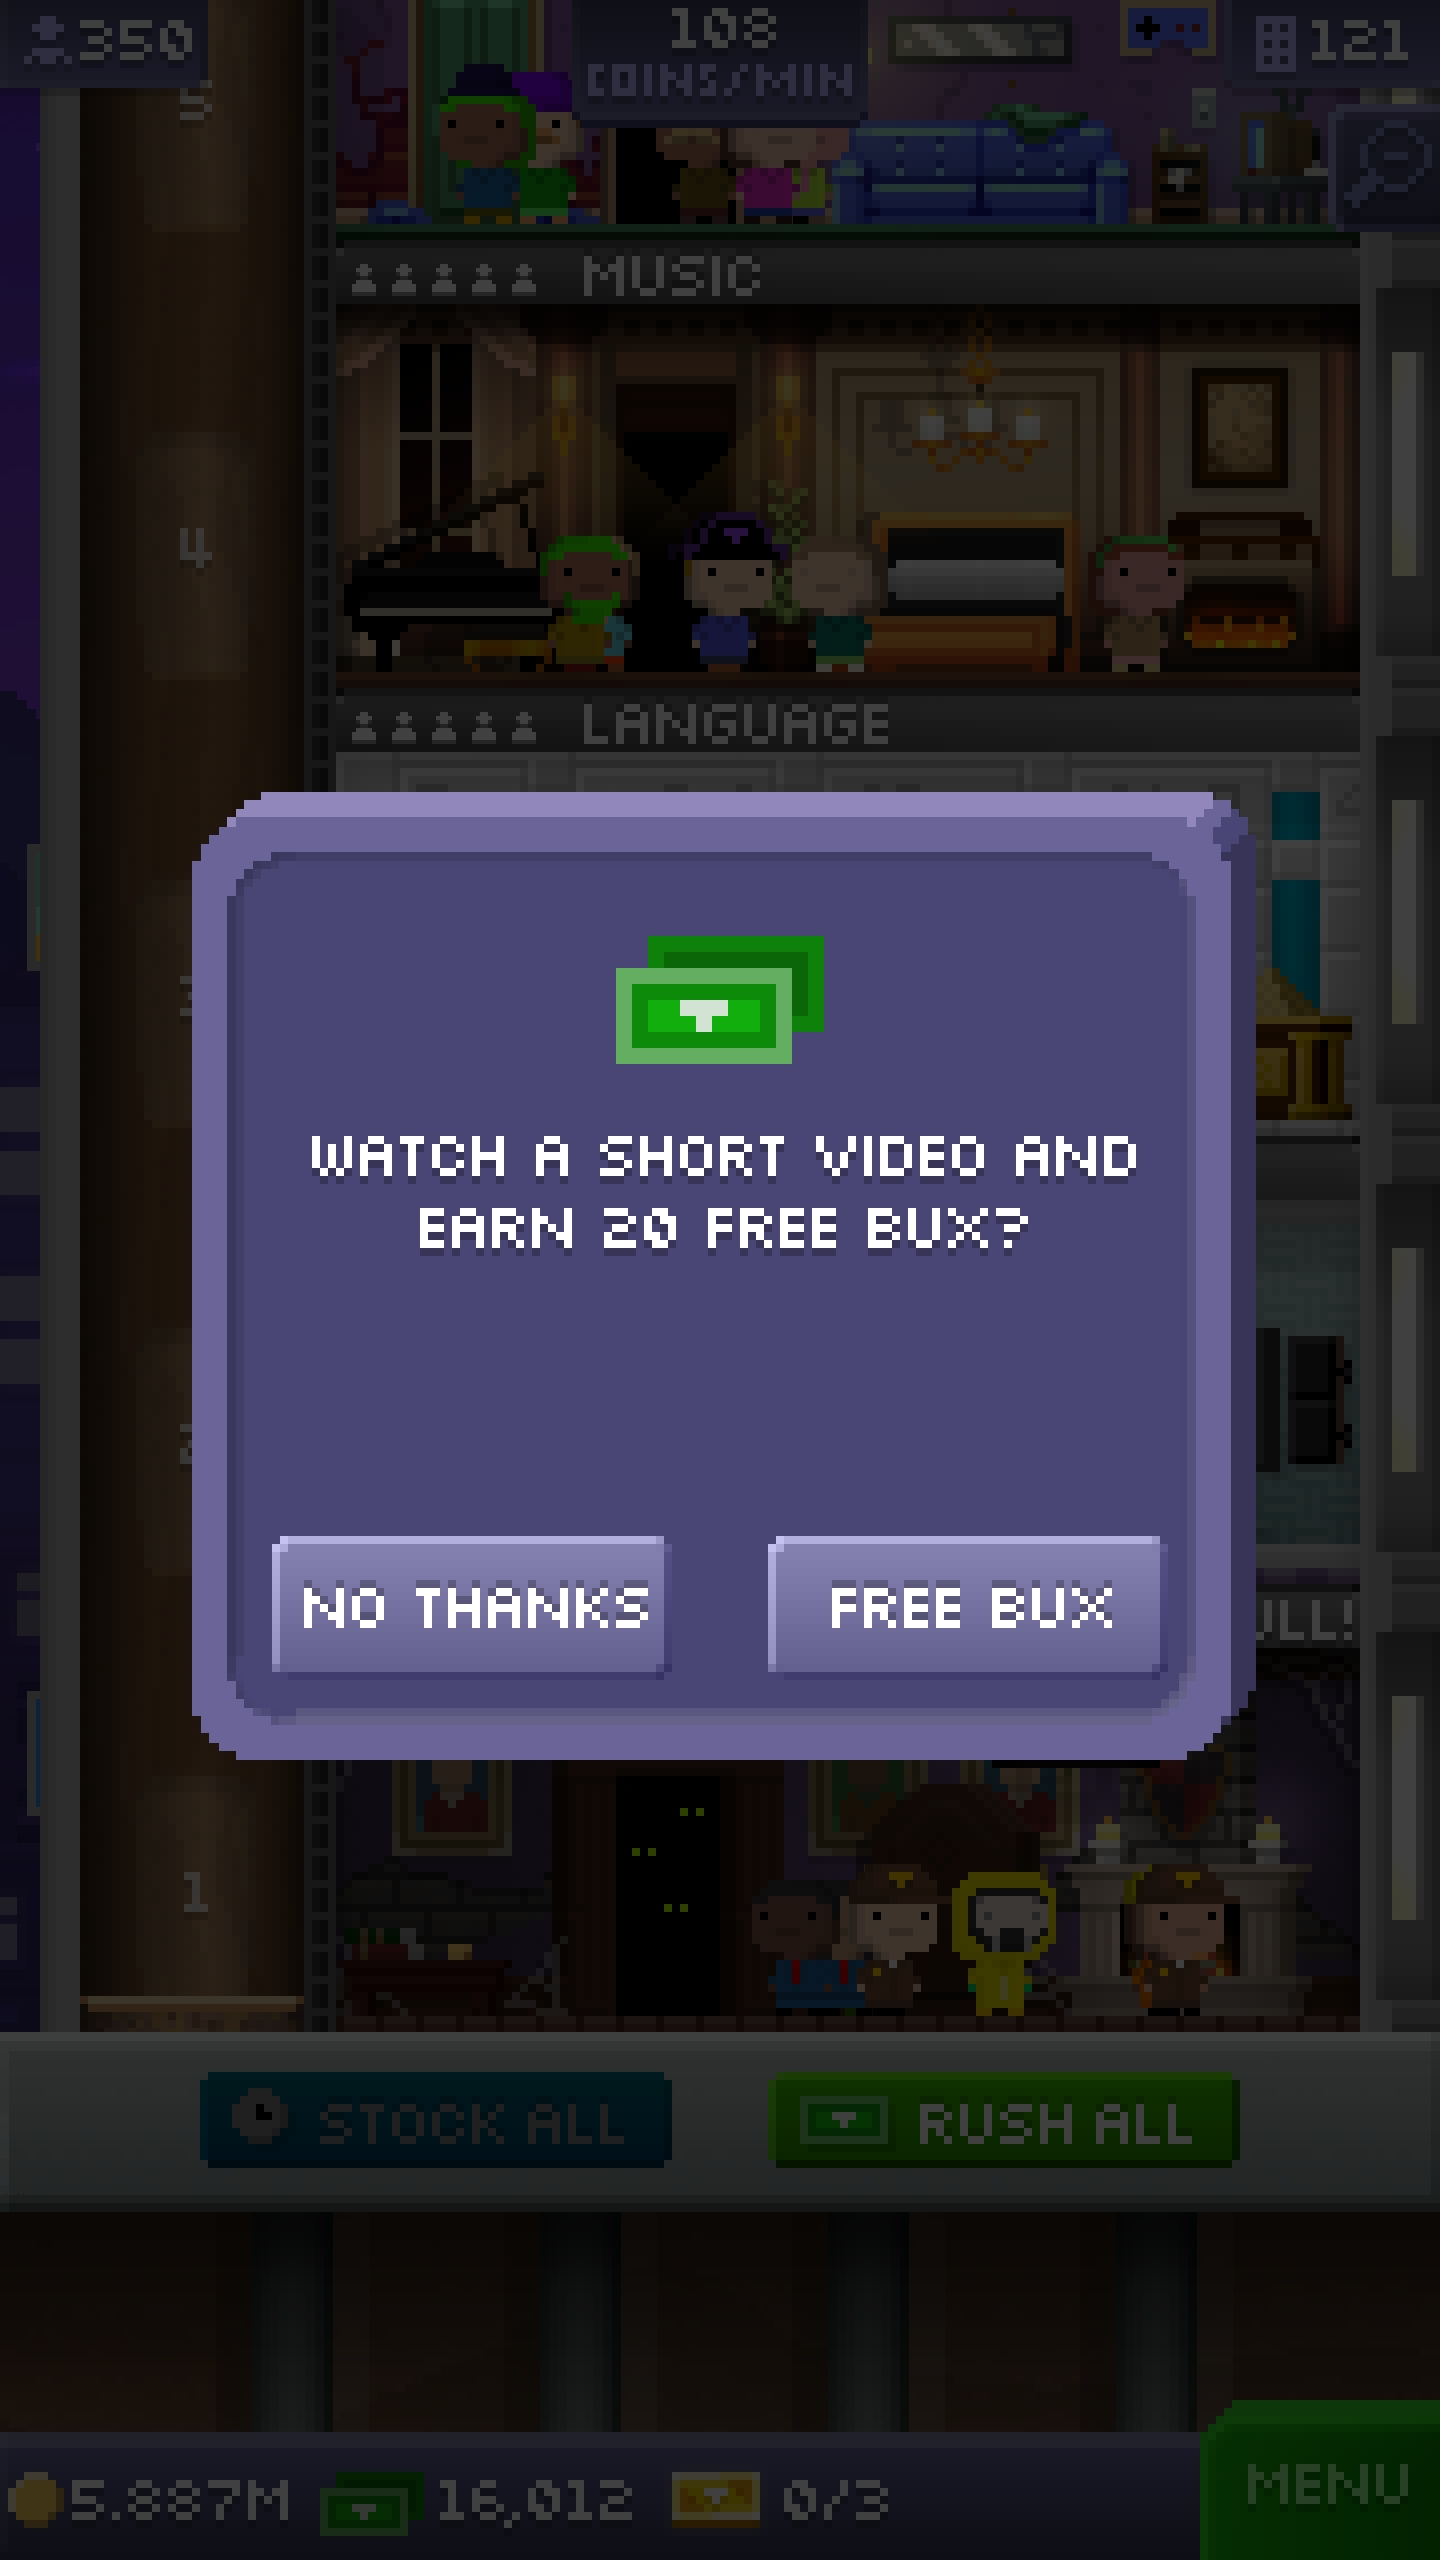 350
108
COINS/MIN
121
5
MUSIC
4
LANGUAGE
WATCH A SHORT VIDEO AND
EARN 20 FREE BUX?
NO THANKS
FREE BUX
1
STOCK ALL
RUSH ALL
5.887M
16,012
0/3
MENU